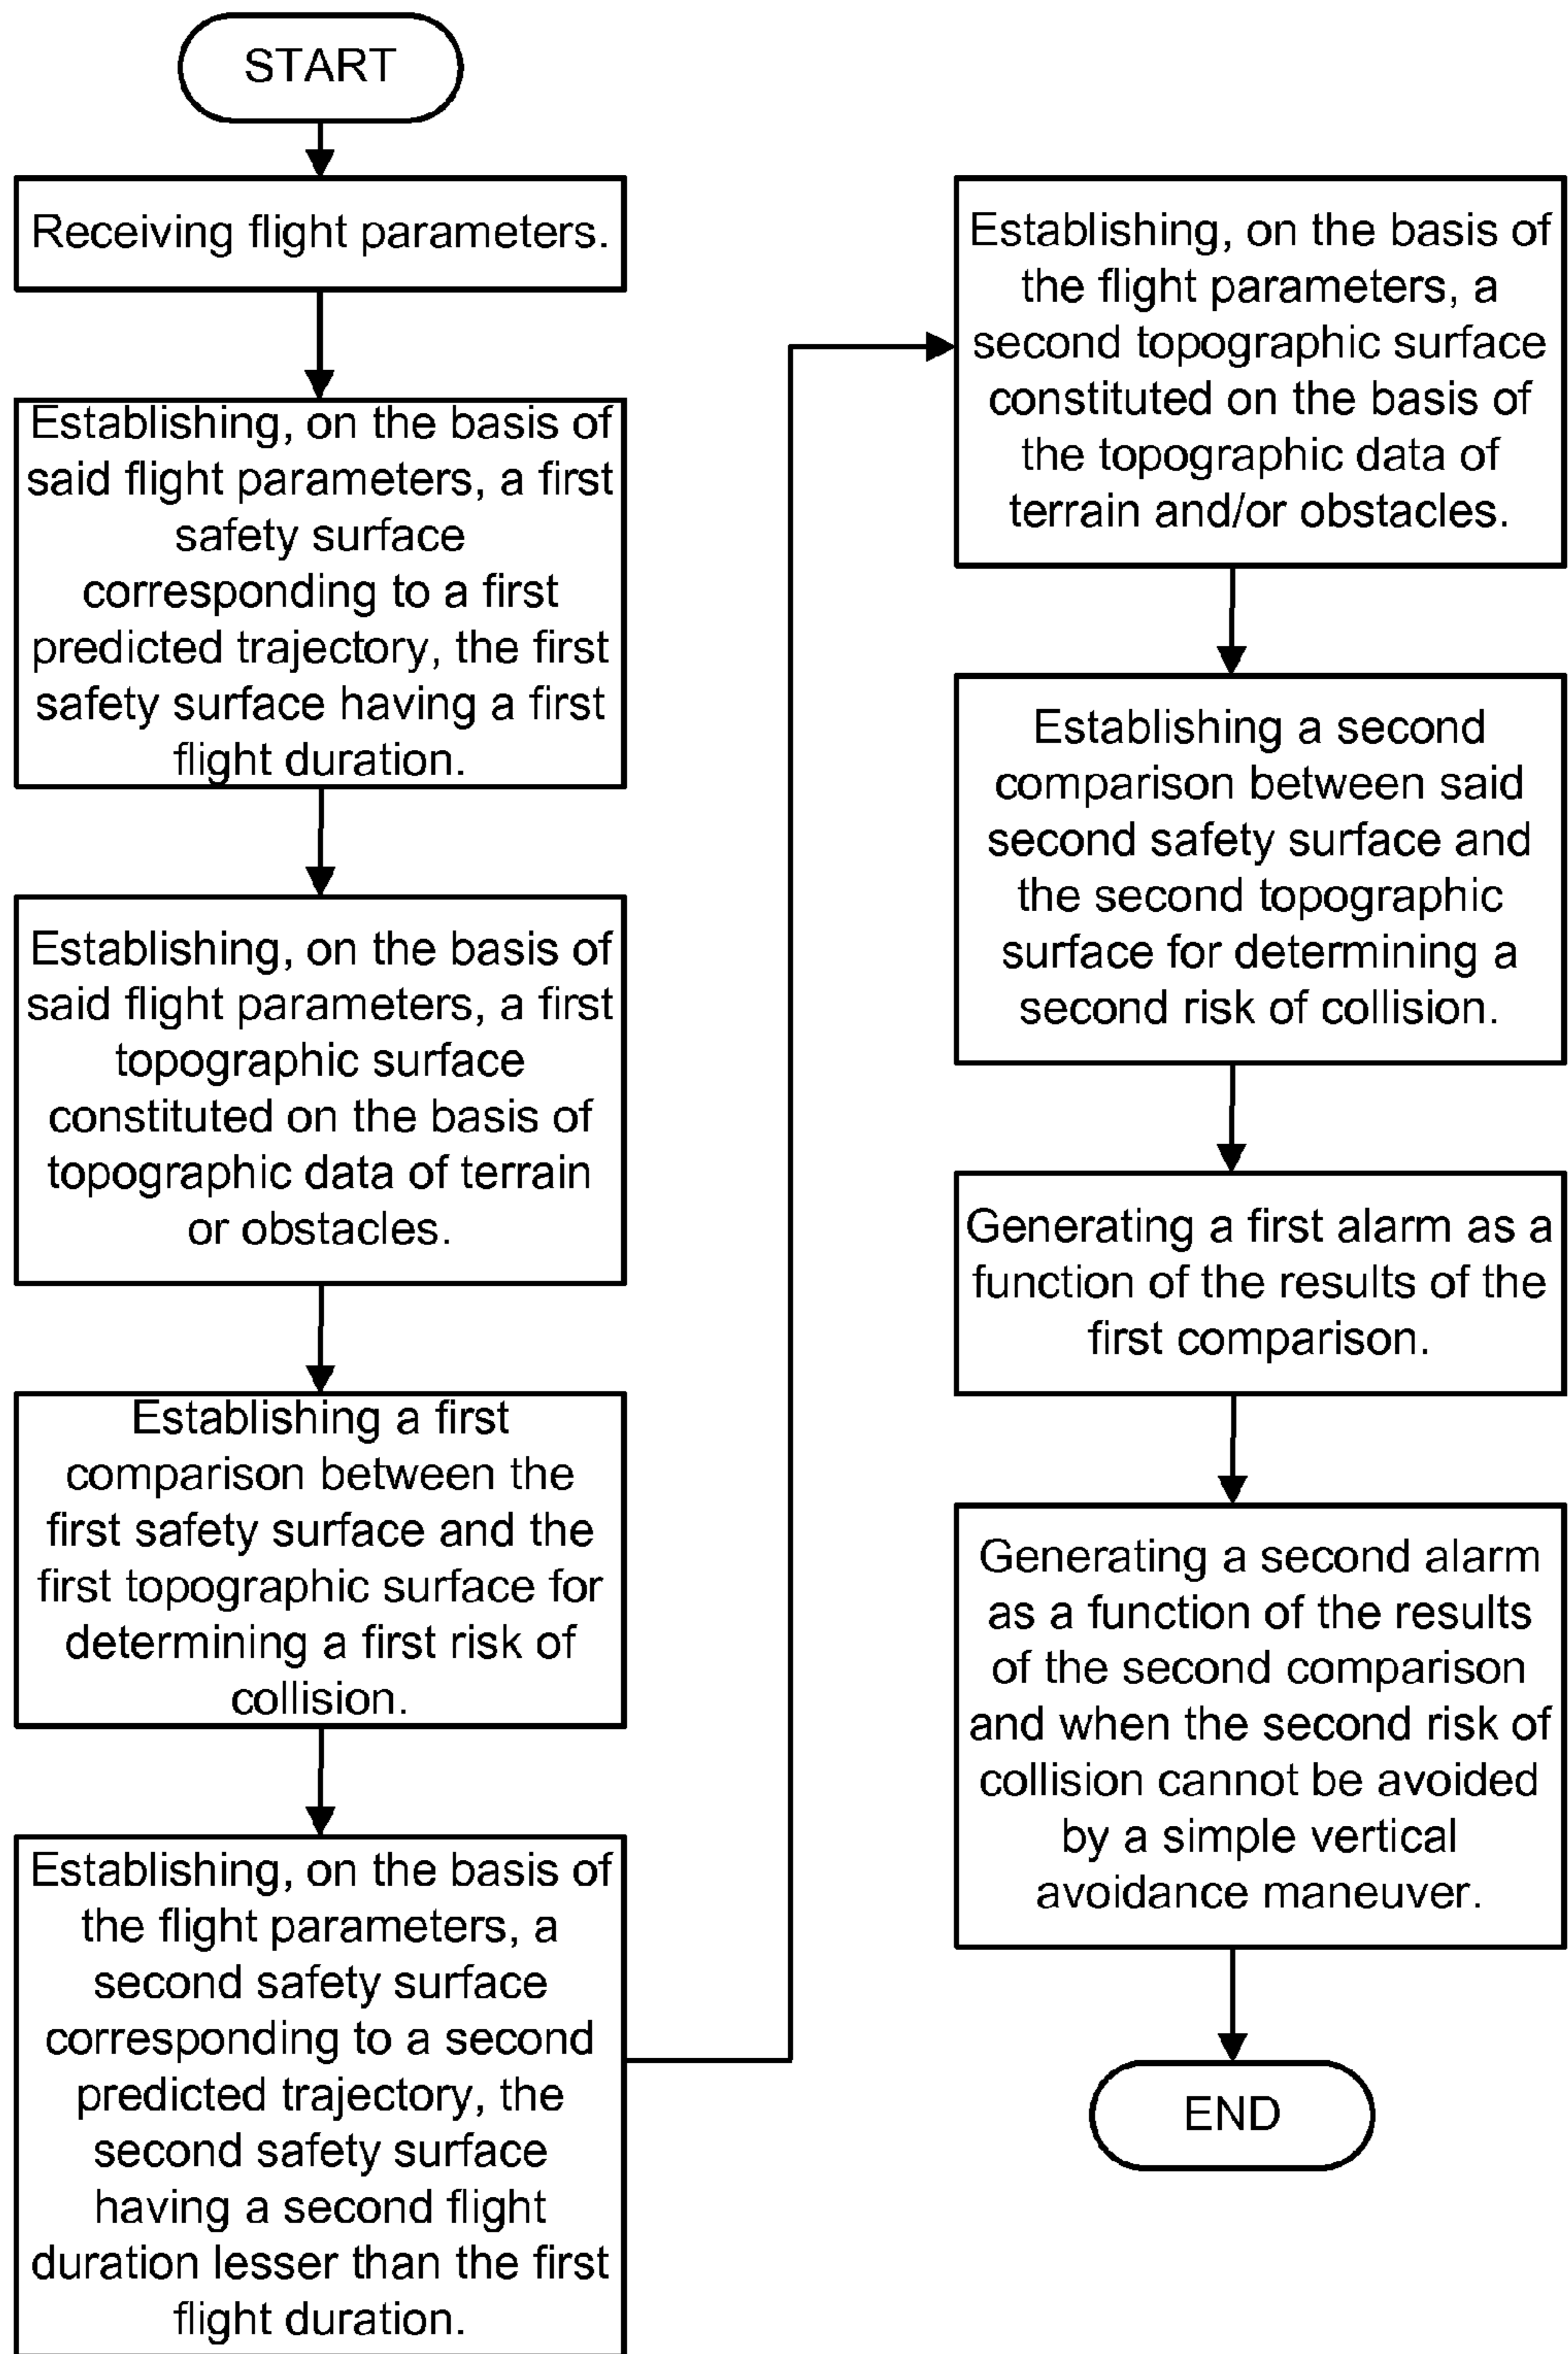 START
Receiving flight parameters.
Establishing, on the basis of
said flight parameters, a first
safety surface
corresponding to a first
predicted trajectory, the first
safety surface having a first
flight duration.
Establishing, on the basis of
said flight parameters, a first
topographic surface
constituted on the basis of
topographic data of terrain
or obstacles.
Establishing a first
comparison between the
first safety surface and the
first topographic surface for
determining a first risk of
collision.
Establishing, on the basis of
the flight parameters, a
second safety surface
corresponding to a second
predicted trajectory, the
second safety surface
having a second flight
duration lesser than the first
flight duration.
Establishing, on the basis of
the flight parameters, a
second topographic surface
constituted on the basis of
the topographic data of
terrain and/or obstacles.
Establishing a second
comparison between said
second safety surface and
the second topographic
surface for determining a
second risk of collision.
Generating a first alarm as a
function of the results of the
first comparison.
Generating a second alarm
as a function of the results
of the second comparison
and when the second risk of
collision cannot be avoided
by a simple vertical
avoidance maneuver.
END